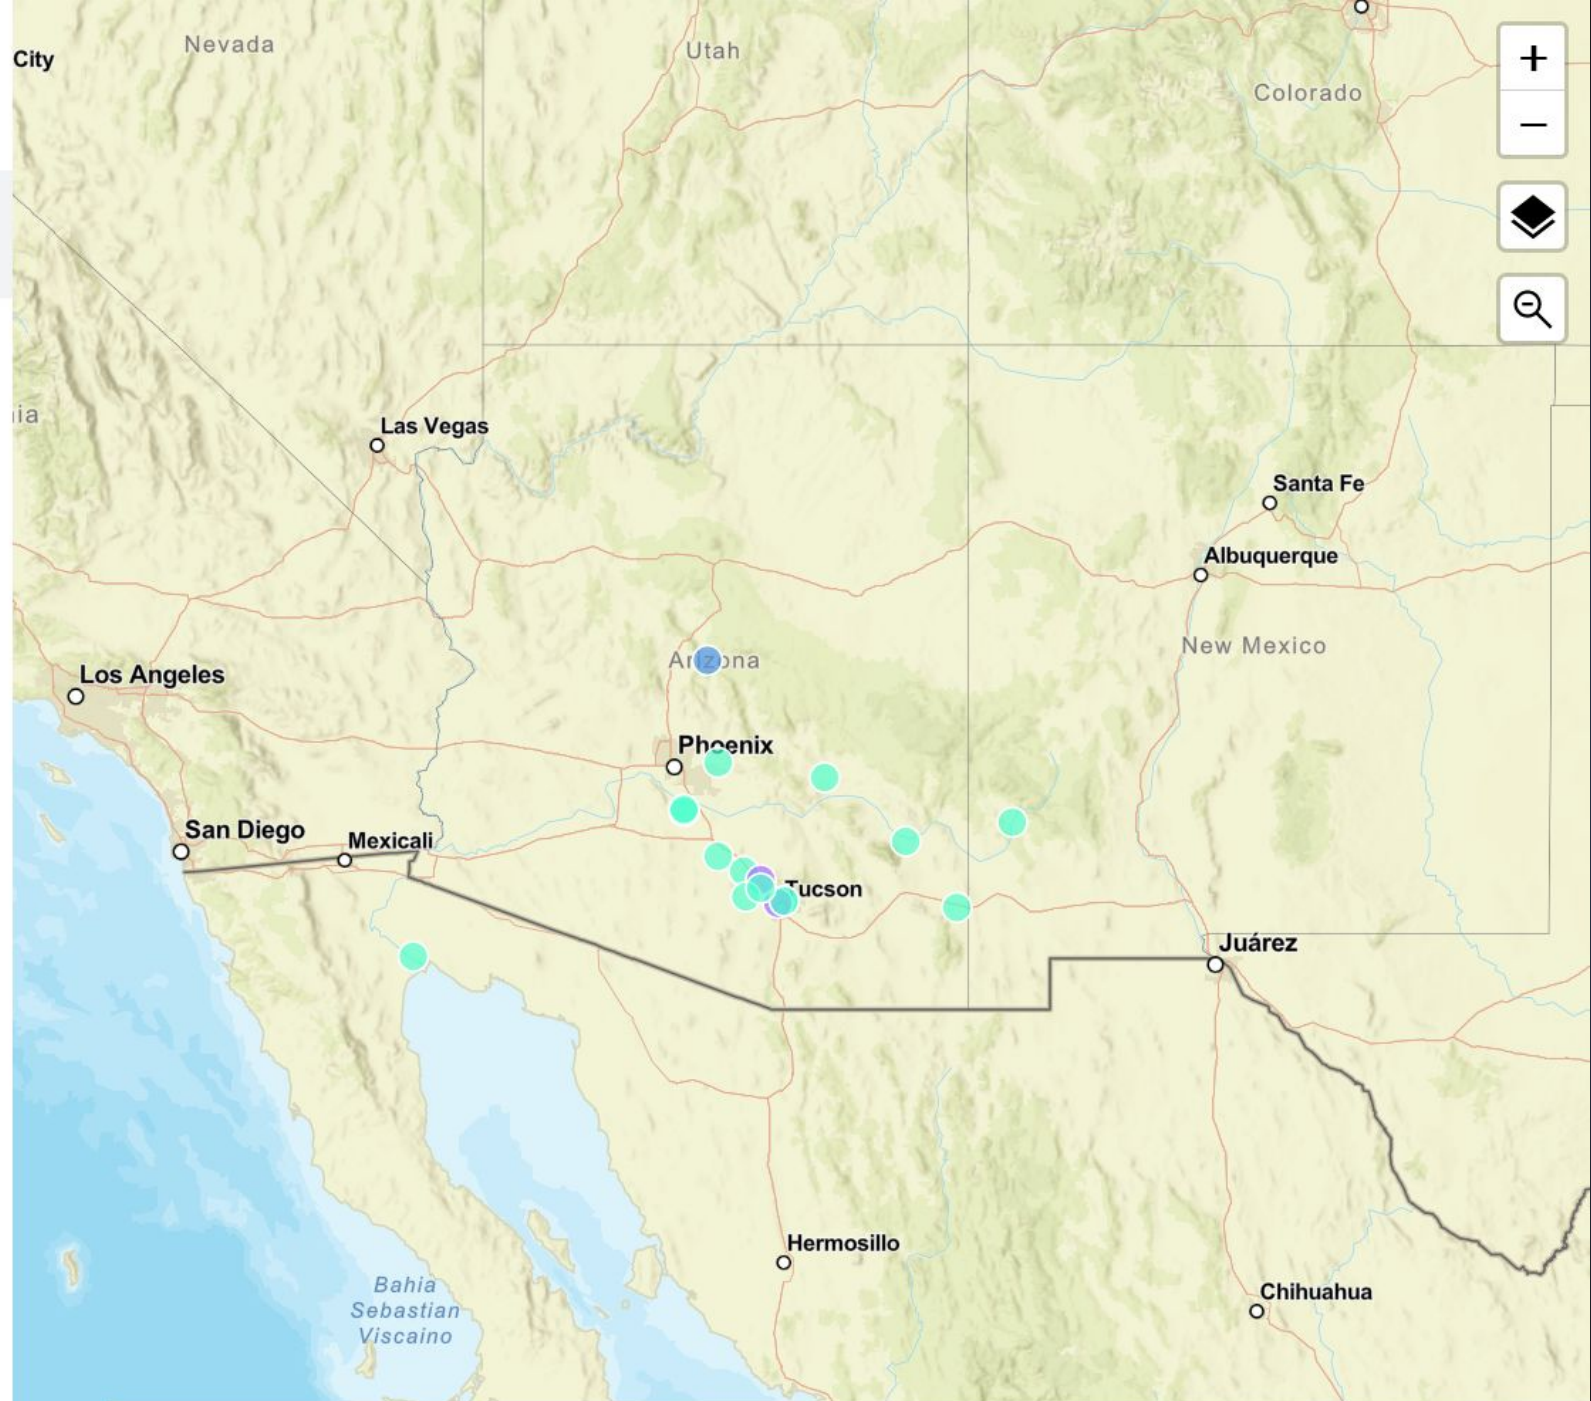 Nevada
Utah
City
Colorado
+
−
ia
Las Vegas
Santa Fe
Albuquerque
New Mexico
Arizona
Los Angeles
Phoenix
San Diego
Mexicali
Tucson
Juárez
Hermosillo
Bahia
Sebastian
Viscaino
Chihuahua